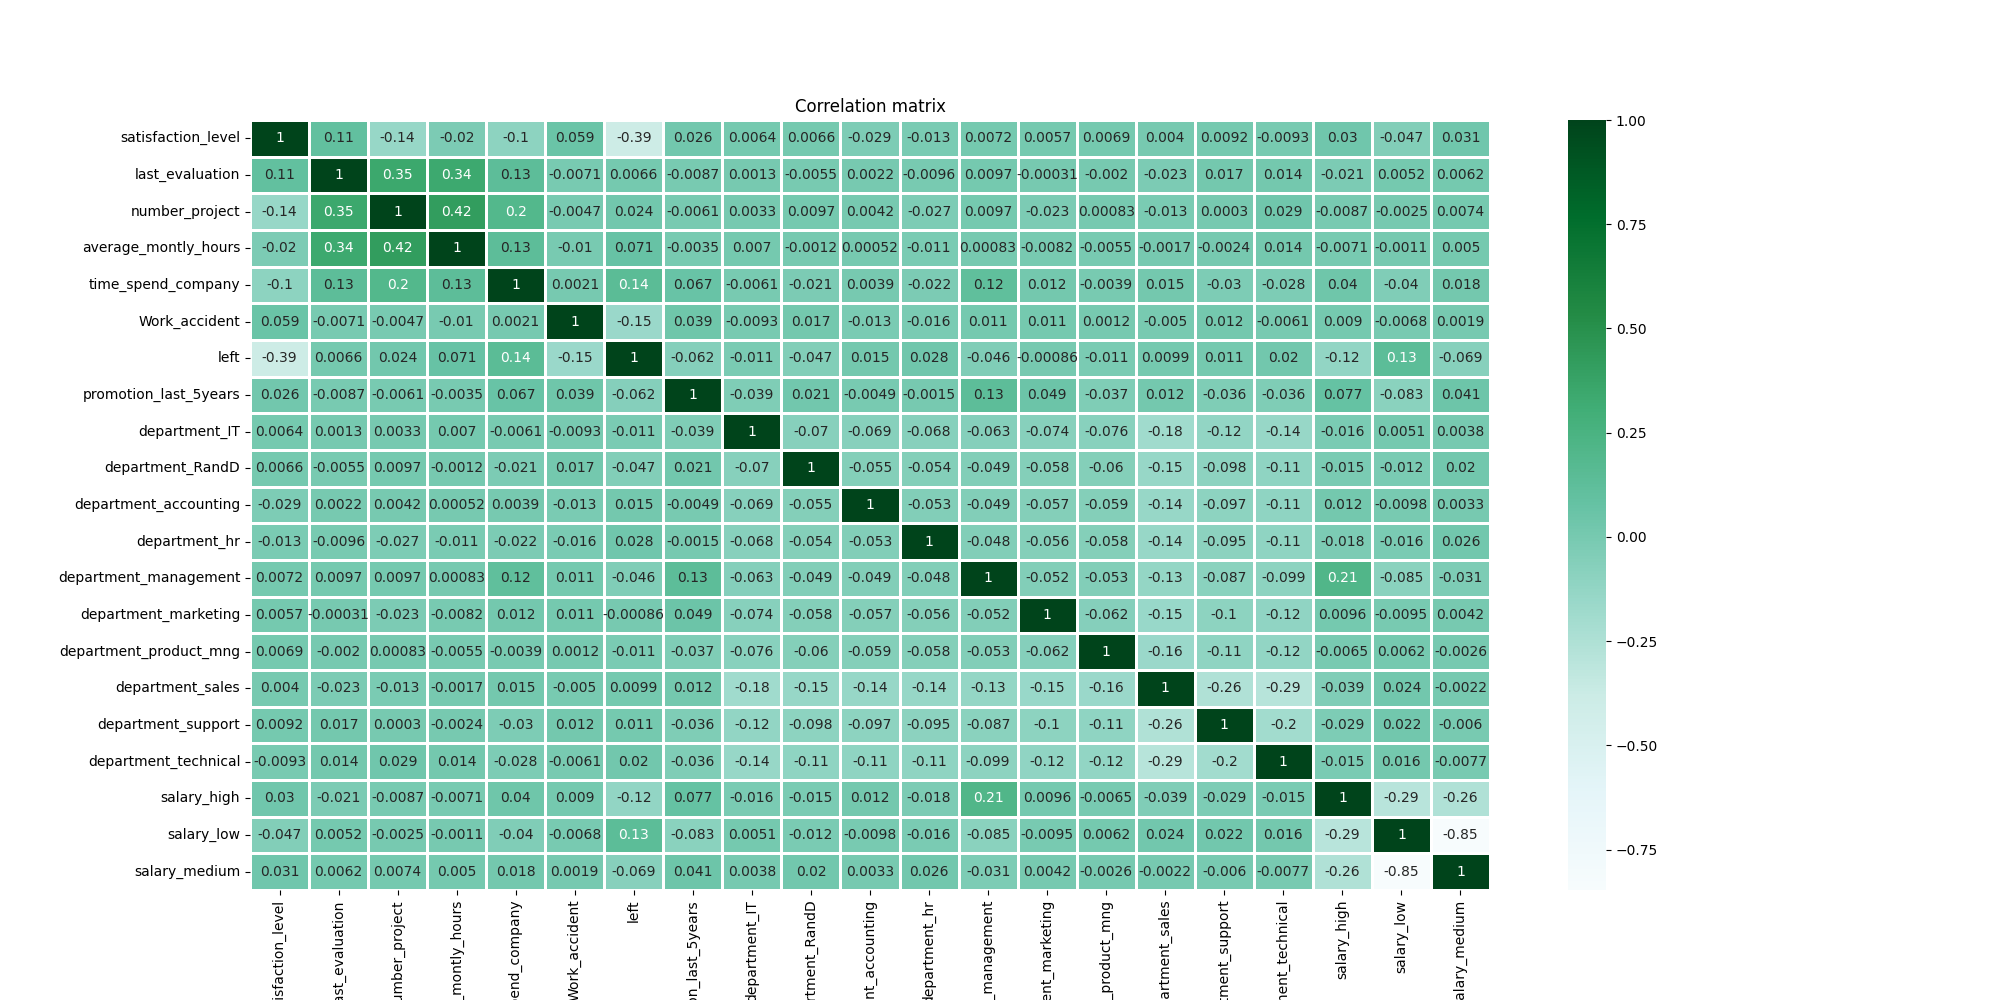 Correlation matrix
satisfaction_level 1 0.11 -0.14 -0.02 -0.1 0.059 -0.39 0.026 0.0064 0.0066 -0.029 -0.013 0.0072 0.0057 0.0069 0.004 0.0092 -0.0093 0.03 -0.047 0.031
last_evaluation 0.11 1 0.35 0.34 0.13 -0.0071 0.0066 -0.0087 0.0013 -0.0055 0.0022 -0.0096 0.0097 -0.00031 -0.002 -0.023 0.017 0.014 -0.021 0.0052 0.0062
number_project -0.14 0.35 1 0.42 0.2 -0.0047 0.024 -0.0061 0.0033 0.0097 0.0042 -0.027 0.0097 -0.023 0.00083 -0.013 0.0003 0.029 -0.0087 -0.0025 0.0074
average_montly_hours -0.02 0.34 0.42 1 0.13 -0.01 0.071 -0.0035 0.007 -0.0012 0.00052 -0.011 0.00083 -0.0082 -0.0055 -0.0017 -0.0024 0.014 -0.0071 -0.0011 0.005
time_spend_company -0.1 0.13 0.2 0.13 1 0.0021 0.14 0.067 -0.0061 -0.021 0.0039 -0.022 0.12 0.012 -0.0039 0.015 -0.03 -0.028 0.04 -0.04 0.018
Work_accident 0.059 -0.0071 -0.0047 -0.01 0.0021 1 -0.15 0.039 -0.0093 0.017 -0.013 -0.016 0.011 0.011 0.0012 -0.005 0.012 -0.0061 0.009 -0.0068 0.0019
left -0.39 0.0066 0.024 0.071 0.14 -0.15 1 -0.062 -0.011 -0.047 0.015 0.028 -0.046 -0.00086 -0.011 0.0099 0.011 0.02 -0.12 0.13 -0.069
promotion_last_5years 0.026 -0.0087 -0.0061 -0.0035 0.067 0.039 -0.062 1 -0.039 0.021 -0.0049 -0.0015 0.13 0.049 -0.037 0.012 -0.036 -0.036 0.077 -0.083 0.041
department_IT 0.0064 0.0013 0.0033 0.007 -0.0061 -0.0093 -0.011 -0.039 1 -0.07 -0.069 -0.068 -0.063 -0.074 -0.076 -0.18 -0.12 -0.14 -0.016 0.0051 0.0038
department_RandD 0.0066 -0.0055 0.0097 -0.0012 -0.021 0.017 -0.047 0.021 -0.07 1 -0.055 -0.054 -0.049 -0.058 -0.06 -0.15 -0.098 -0.11 -0.015 -0.012 0.02
department_accounting -0.029 0.0022 0.0042 0.00052 0.0039 -0.013 0.015 -0.0049 -0.069 -0.055 1 -0.053 -0.049 -0.057 -0.059 -0.14 -0.097 -0.11 0.012 -0.0098 0.0033
department_hr -0.013 -0.0096 -0.027 -0.011 -0.022 -0.016 0.028 -0.0015 -0.068 -0.054 -0.053 1 -0.048 -0.056 -0.058 -0.14 -0.095 -0.11 -0.018 -0.016 0.026
department_management 0.0072 0.0097 0.0097 0.00083 0.12 0.011 -0.046 0.13 -0.063 -0.049 -0.049 -0.048 1 -0.052 -0.053 -0.13 -0.087 -0.099 0.21 -0.085 -0.031
department_marketing 0.0057 -0.00031 -0.023 -0.0082 0.012 0.011 -0.00086 0.049 -0.074 -0.058 -0.057 -0.056 -0.052 1 -0.062 -0.15 -0.1 -0.12 0.0096 -0.0095 0.0042
department_product_mng 0.0069 -0.002 0.00083 -0.0055 -0.0039 0.0012 -0.011 -0.037 -0.076 -0.06 -0.059 -0.058 -0.053 -0.062 1 -0.16 -0.11 -0.12 -0.0065 0.0062 -0.0026
department_sales 0.004 -0.023 -0.013 -0.0017 0.015 -0.005 0.0099 0.012 -0.18 -0.15 -0.14 -0.14 -0.13 -0.15 -0.16 1 -0.26 -0.29 -0.039 0.024 -0.0022
department_support 0.0092 0.017 0.0003 -0.0024 -0.03 0.012 0.011 -0.036 -0.12 -0.098 -0.097 -0.095 -0.087 -0.1 -0.11 -0.26 1 -0.2 -0.029 0.022 -0.006
department_technical -0.0093 0.014 0.029 0.014 -0.028 -0.0061 0.02 -0.036 -0.14 -0.11 -0.11 -0.11 -0.099 -0.12 -0.12 -0.29 -0.2 1 -0.015 0.016 -0.0077
salary_high 0.03 -0.021 -0.0087 -0.0071 0.04 0.009 -0.12 0.077 -0.016 -0.015 0.012 -0.018 0.21 0.0096 -0.0065 -0.039 -0.029 -0.015 1 -0.29 -0.26
salary_low -0.047 0.0052 -0.0025 -0.0011 -0.04 -0.0068 0.13 -0.083 0.0051 -0.012 -0.0098 -0.016 -0.085 -0.0095 0.0062 0.024 0.022 0.016 -0.29 1 -0.85
salary_medium 0.031 0.0062 0.0074 0.005 0.018 0.0019 -0.069 0.041 0.0038 0.02 0.0033 0.026 -0.031 0.0042 -0.0026 -0.0022 -0.006 -0.0077 -0.26 -0.85 1
isfaction_level
ast_evaluation
umber_project
_montly_hours
end_company
Work_accident
left
on_last_5years
department_IT
rtment_RandD
nt_accounting
department_hr
_management
ent_marketing
_product_mng
artment_sales
tment_support
ment_technical
salary_high
salary_low
alary_medium
1.00
0.75
0.50
0.25
0.00
−0.25
−0.50
−0.75